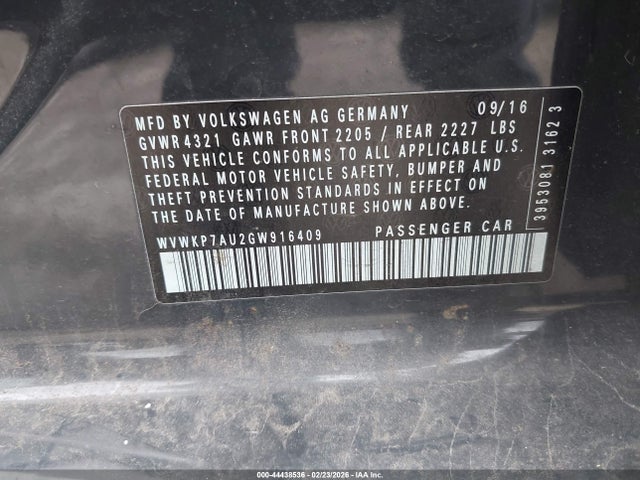 MFD BY VOLKSWAGEN AG GERMANY 09/16
GVWR 4321 GAWR FRONT 2205 / REAR 2227 LBS
THIS VEHICLE CONFORMS TO ALL APPLICABLE U.S.
FEDERAL MOTOR VEHICLE SAFETY, BUMPER AND
THEFT PREVENTION STANDARDS IN EFFECT ON
THE DATE OF MANUFACTURE SHOWN ABOVE.
WVWKP7AU2GW916409 PASSENGER CAR
3953081 31623
000-44438536 - 02/23/2026 - IAA Inc.